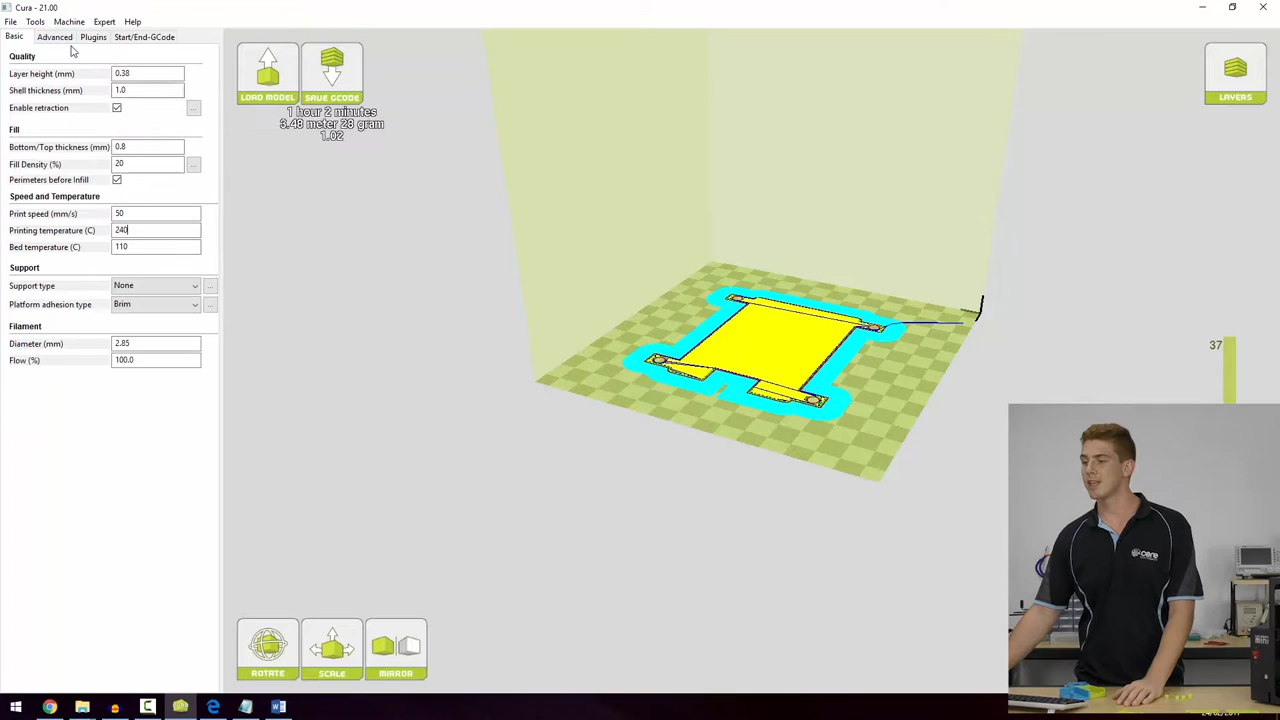 Cura - 21.00
File Tools Machine Expert Help
Basic Advanced Plugins Start/End-GCode
Quality
Layer height (mm) 0.38
Shell thickness (mm) 1.0
Enable retraction ...
Fill
Bottom/Top thickness (mm) 0.8
Fill Density (%) 20 ...
Perimeters before Infill
Speed and Temperature
Print speed (mm/s) 50
Printing temperature (C) 240
Bed temperature (C) 110
Support
Support type None ...
Platform adhesion type Brim ...
Filament
Diameter (mm) 2.85
Flow (%) 100.0
LOAD MODEL SAVE GCODE
1 hour 2 minutes
3.48 meter 28 gram
1.02
LAYERS
37
ROTATE SCALE MIRROR
core
mini